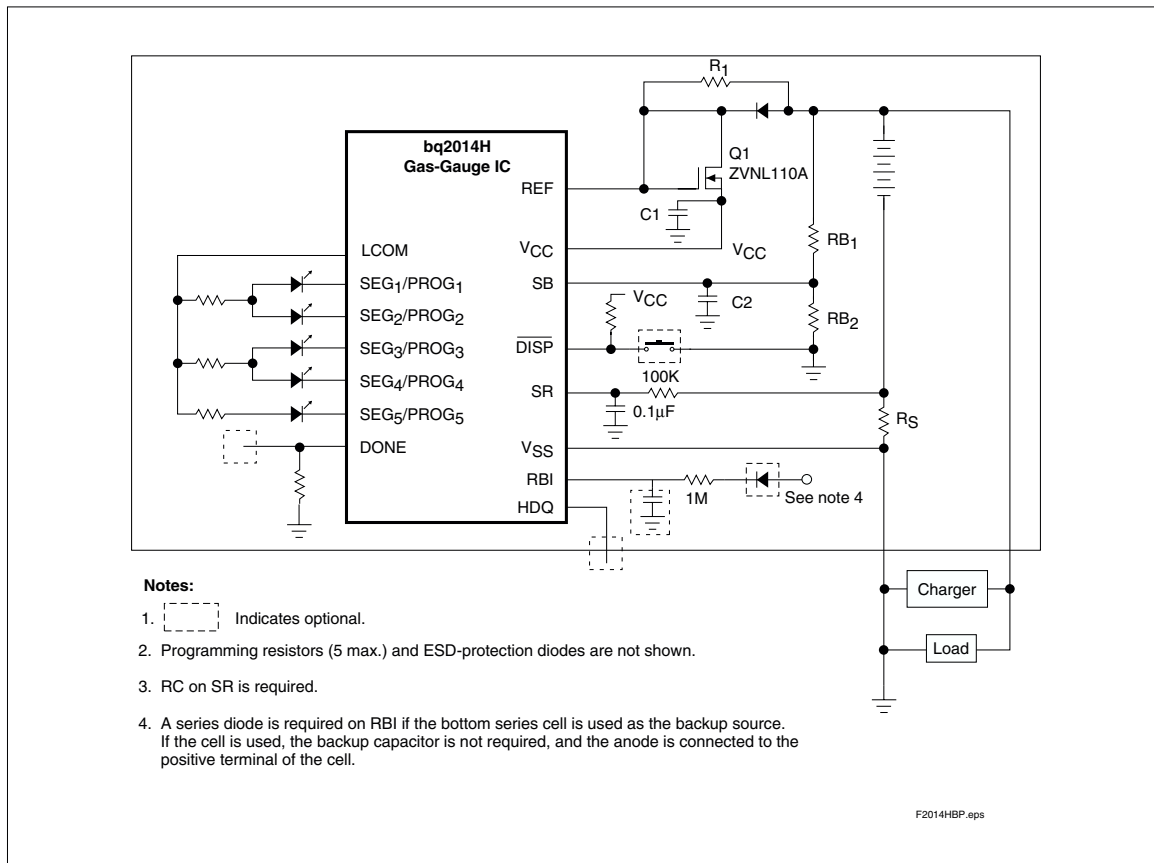 R1
bq2014H
Gas-Gauge IC
Q1
ZVNL110A
REF
C1
VCC
VCC
RB1
LCOM
SB
C2
SEG1/PROG1
VCC
SEG2/PROG2
RB2
SEG3/PROG3
DISP
SEG4/PROG4
100K
SR
SEG5/PROG5
0.1µF
RS
DONE
VSS
RBI
1M
See note 4
HDQ
Notes:
1. Indicates optional.
2. Programming resistors (5 max.) and ESD-protection diodes are not shown.
3. RC on SR is required.
4. A series diode is required on RBI if the bottom series cell is used as the backup source.
If the cell is used, the backup capacitor is not required, and the anode is connected to the
positive terminal of the cell.
Charger
Load
F2014HBP.eps